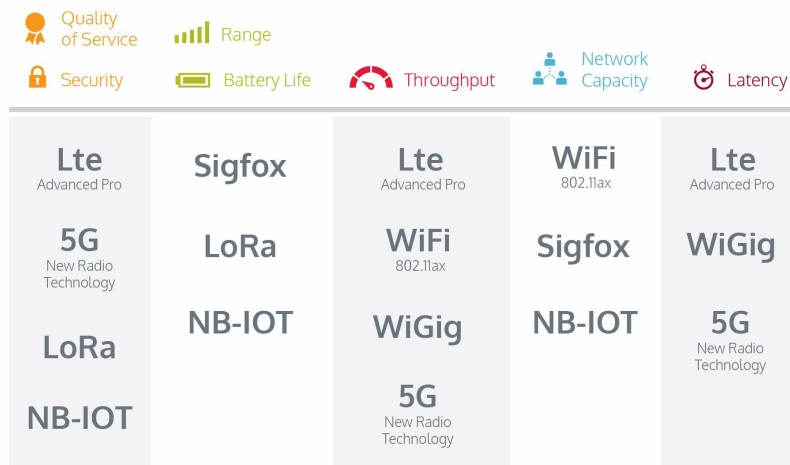 Quality
of Service
Security
Range
Battery Life
Throughput
Network
Capacity
Latency
Lte
Advanced Pro
5G
New Radio
Technology
LoRa
NB-IOT
Sigfox
LoRa
NB-IOT
Lte
Advanced Pro
WiFi
802.11ax
WiGig
5G
New Radio
Technology
WiFi
802.11ax
Sigfox
NB-IOT
Lte
Advanced Pro
WiGig
5G
New Radio
Technology